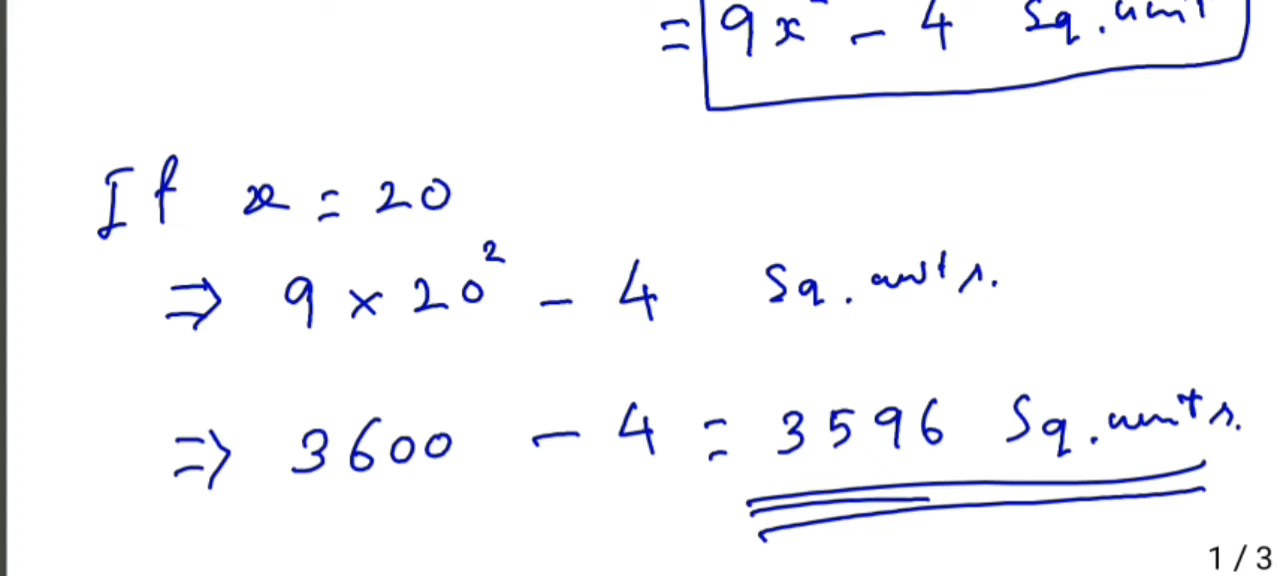 = 9x² - 4 Sq. unit
If x = 20
⇒ 9 × 20² - 4 Sq. units.
⇒ 3600 - 4 = 3596 Sq. units.
1 / 3